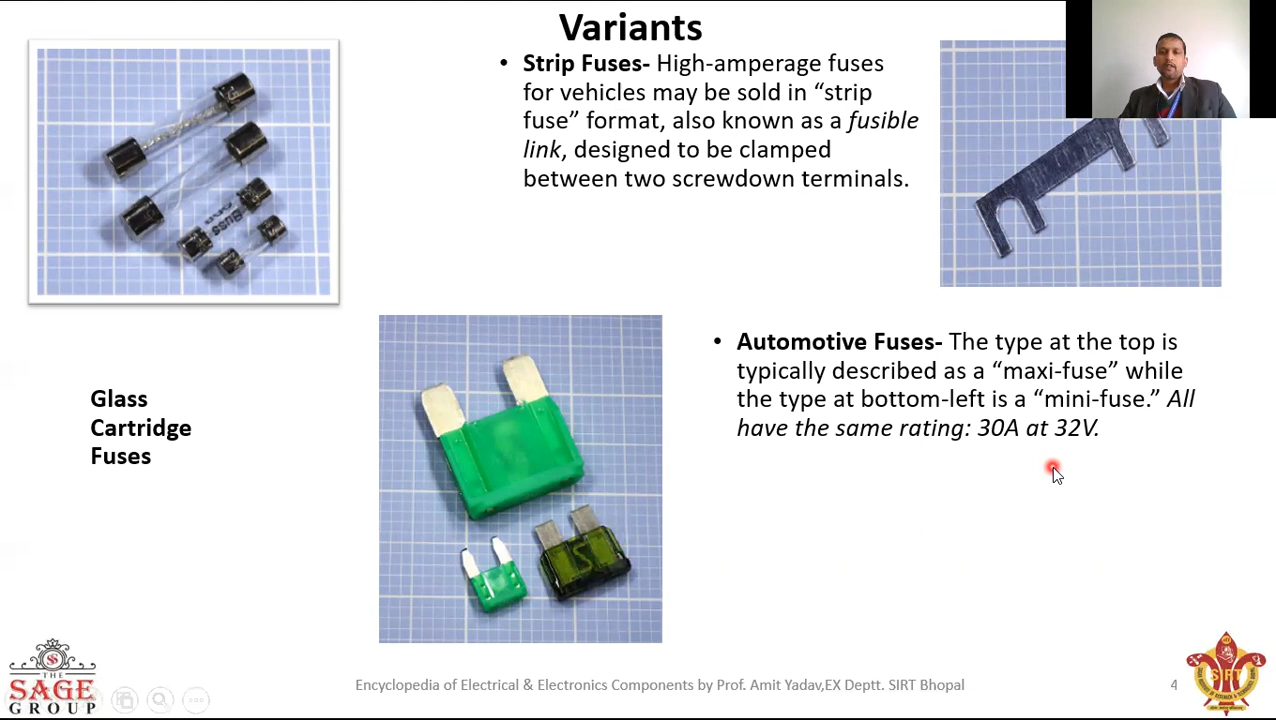 Variants
• Strip Fuses- High-amperage fuses
for vehicles may be sold in “strip
fuse” format, also known as a fusible
link, designed to be clamped
between two screwdown terminals.
Buss
Glass
Cartridge
Fuses
• Automotive Fuses- The type at the top is
typically described as a “maxi-fuse” while
the type at bottom-left is a “mini-fuse.” All
have the same rating: 30A at 32V.
THE
SAGE
GROUP
Encyclopedia of Electrical & Electronics Components by Prof. Amit Yadav,EX Deptt. SIRT Bhopal
4
SIRT